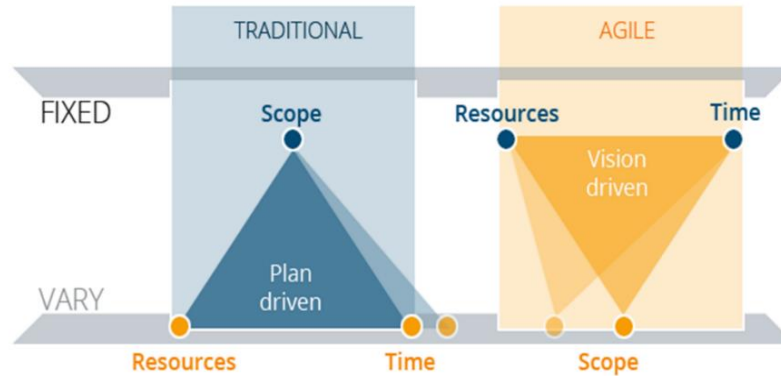 TRADITIONAL
AGILE
FIXED
Scope
Resources
Time
Vision
driven
Plan
driven
VARY
Resources
Time
Scope